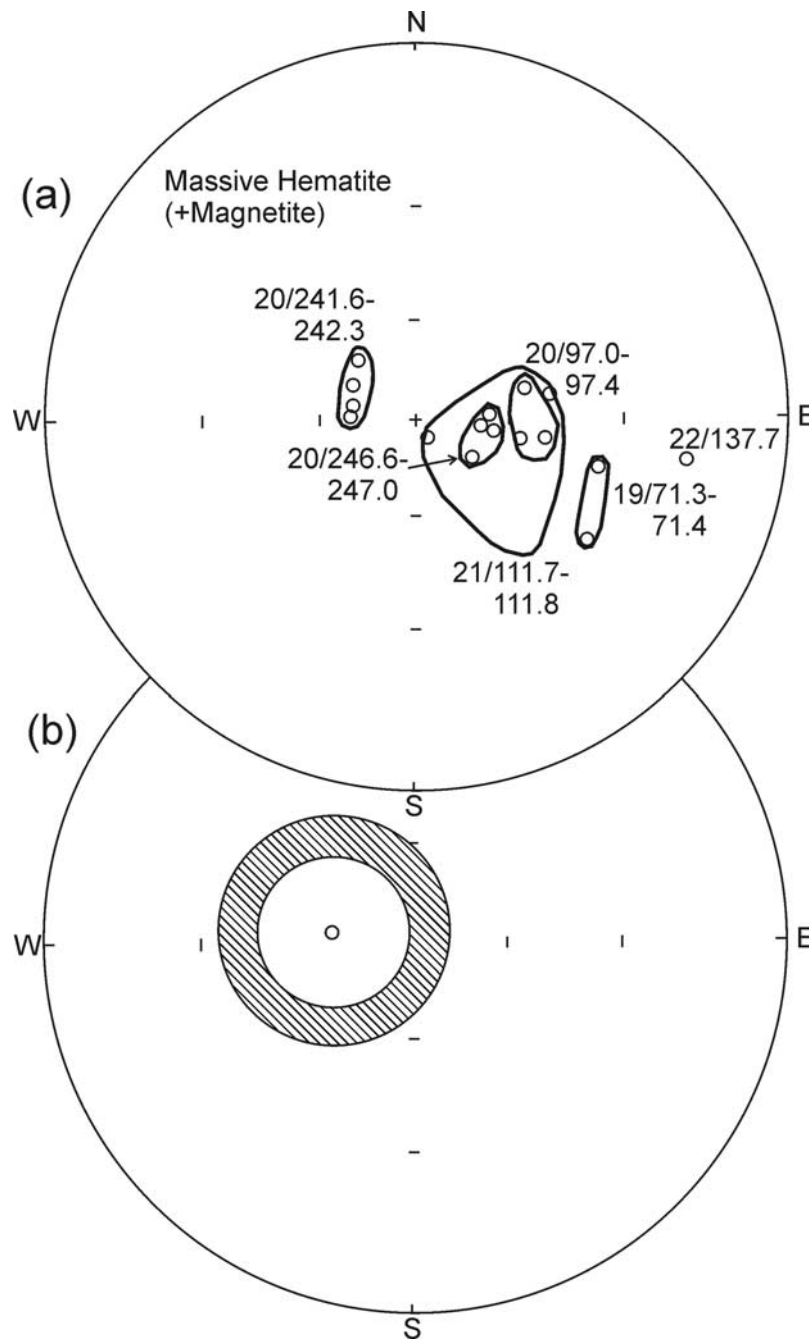 N
(a)
Massive Hematite
(+Magnetite)
20/241.6-
242.3
20/97.0-
97.4
W
E
22/137.7
20/246.6-
247.0
19/71.3-
71.4
21/111.7-
111.8
S
(b)
W
E
S